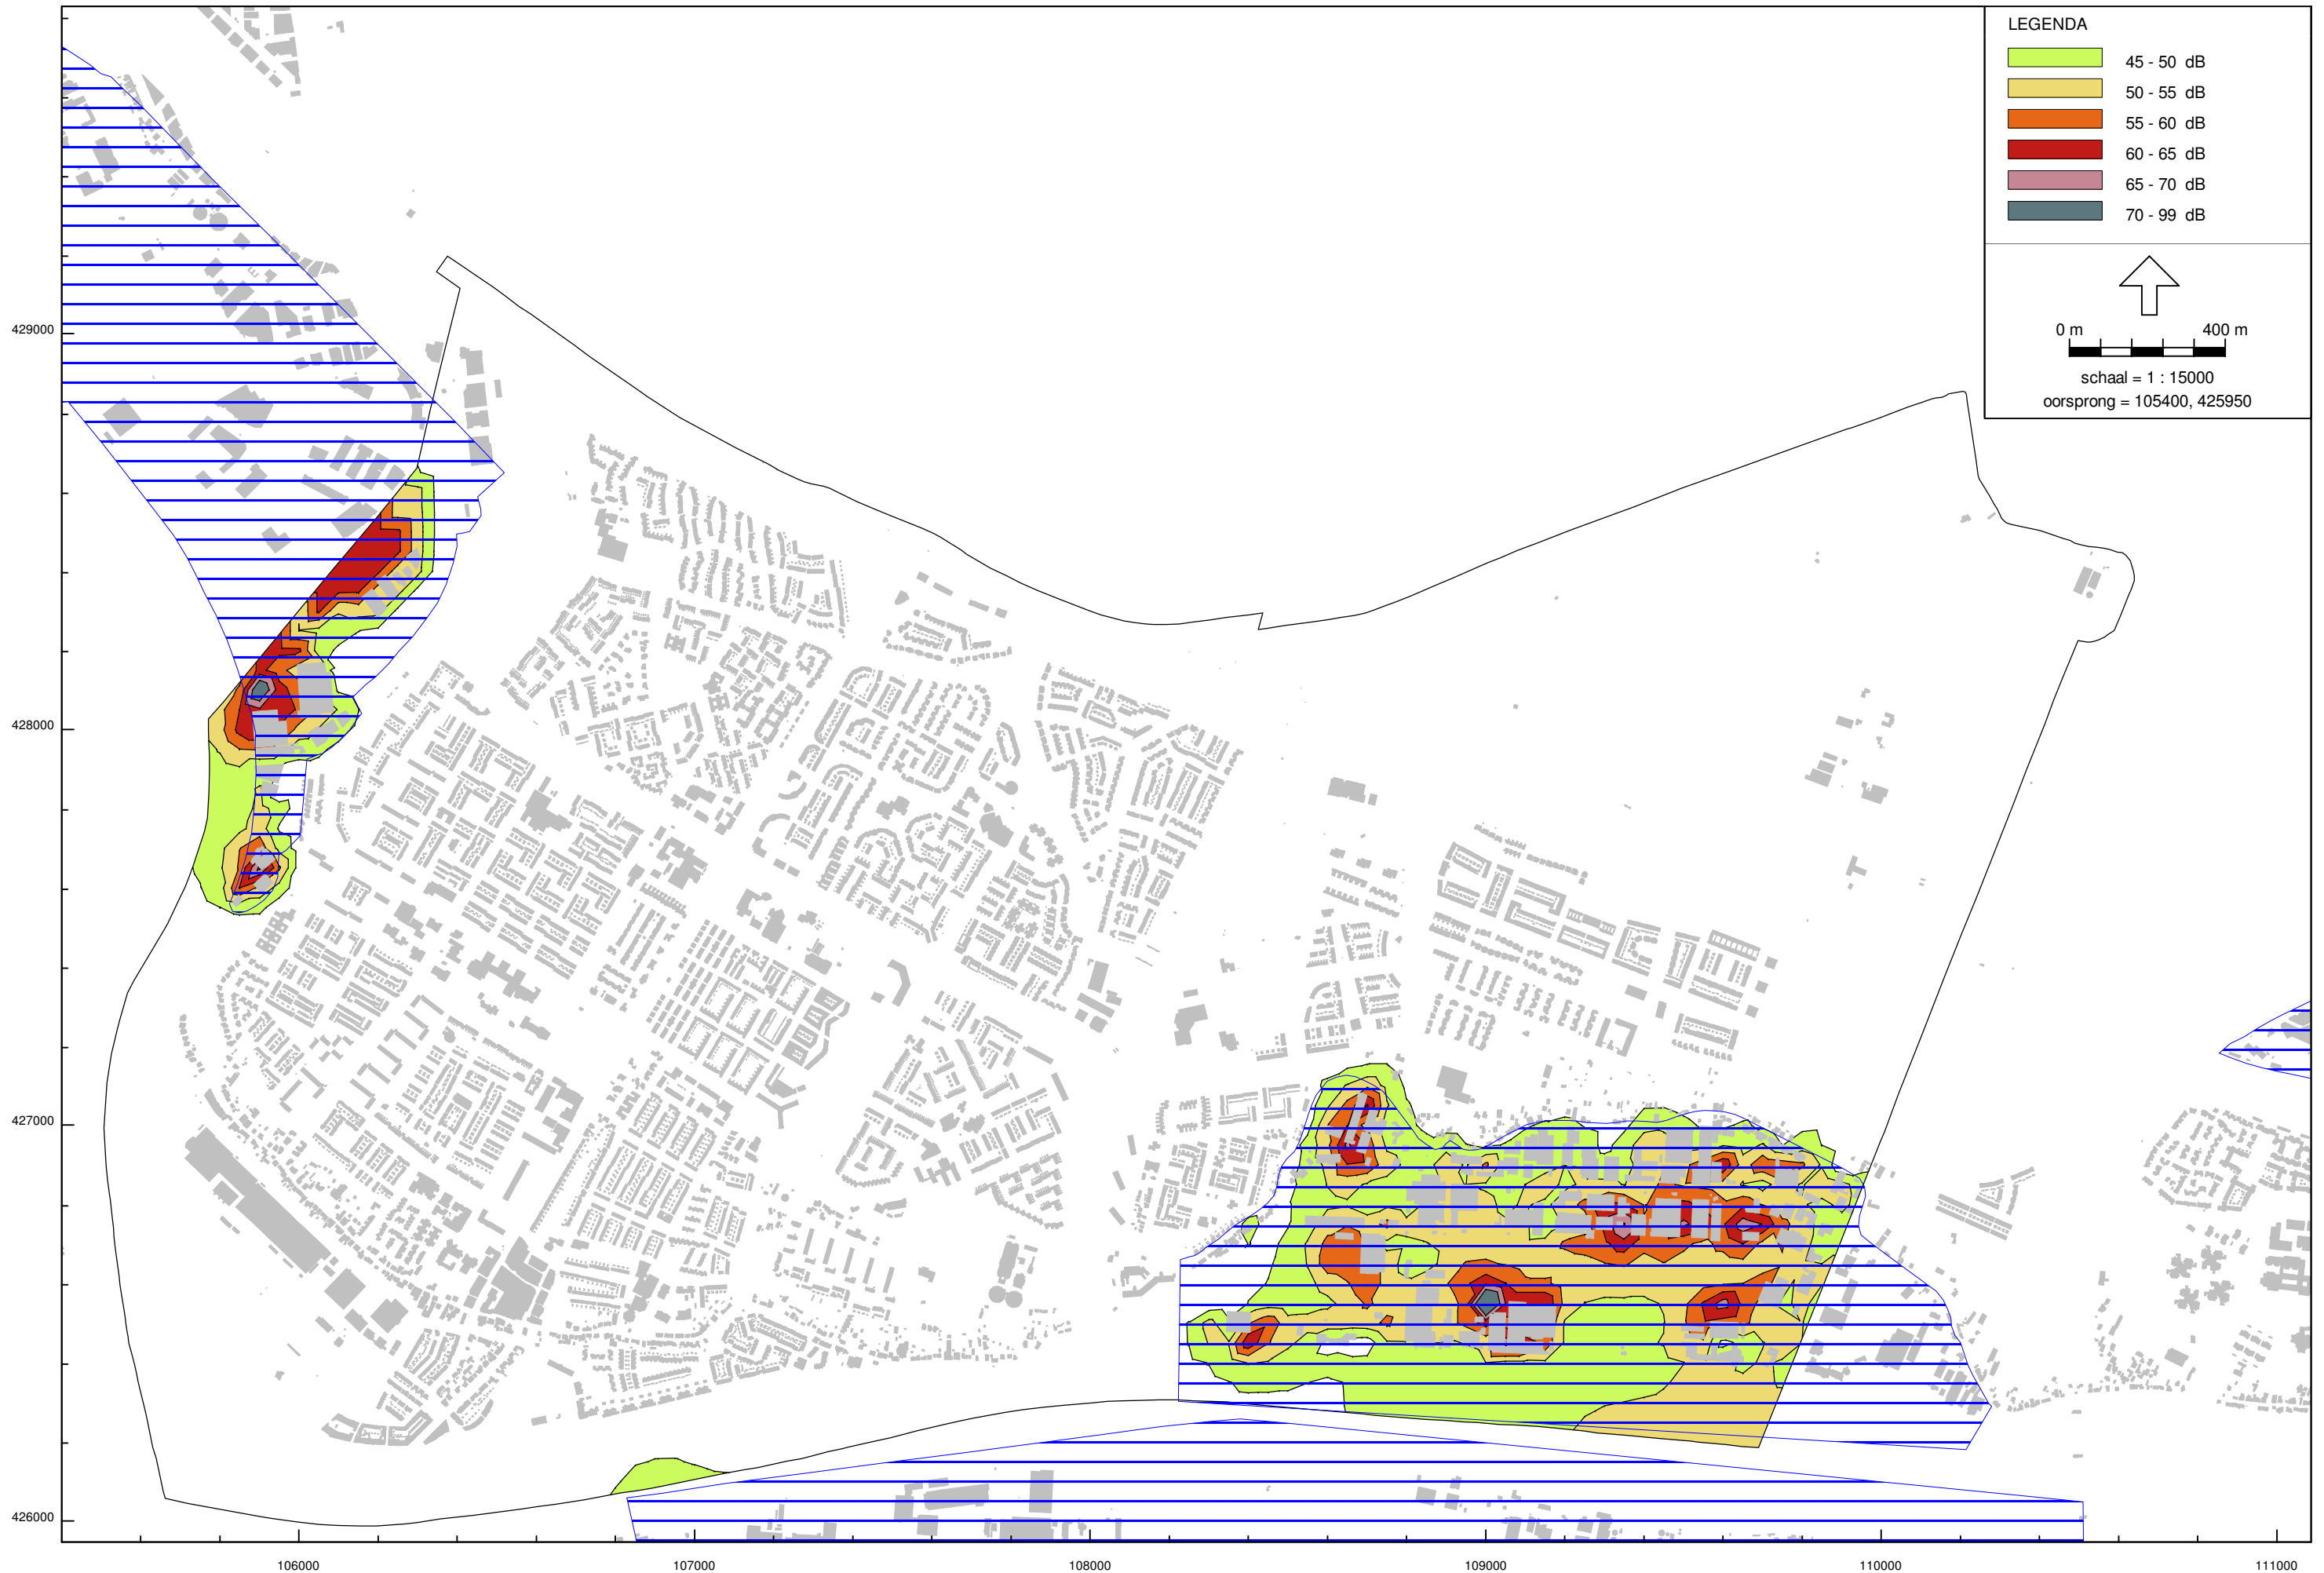 LEGENDA
45 - 50 dB
50 - 55 dB
55 - 60 dB
60 - 65 dB
65 - 70 dB
70 - 99 dB
0 m 400 m
schaal = 1 : 15000
oorsprong = 105400, 425950
429000
428000
427000
426000
106000 107000 108000 109000 110000 111000